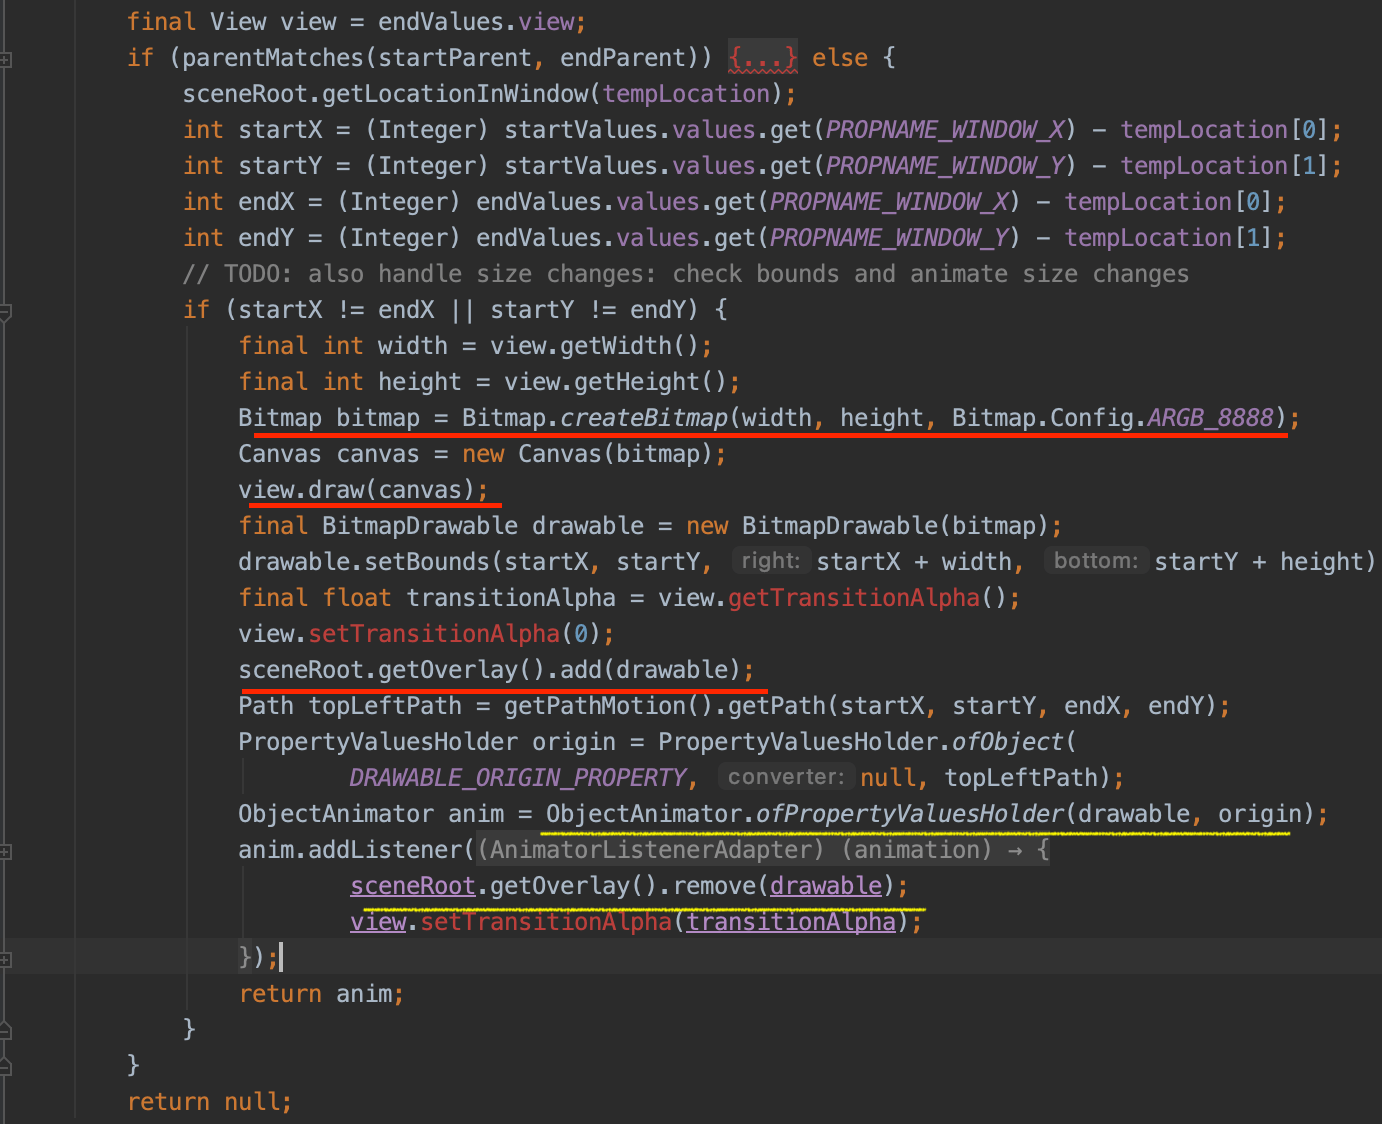 final View view = endValues.view;
if (parentMatches(startParent, endParent)) {...} else {
sceneRoot.getLocationInWindow(tempLocation);
int startX = (Integer) startValues.values.get(PROPNAME_WINDOW_X) - tempLocation[0];
int startY = (Integer) startValues.values.get(PROPNAME_WINDOW_Y) - tempLocation[1];
int endX = (Integer) endValues.values.get(PROPNAME_WINDOW_X) - tempLocation[0];
int endY = (Integer) endValues.values.get(PROPNAME_WINDOW_Y) - tempLocation[1];
// TODO: also handle size changes: check bounds and animate size changes
if (startX != endX || startY != endY) {
final int width = view.getWidth();
final int height = view.getHeight();
Bitmap bitmap = Bitmap.createBitmap(width, height, Bitmap.Config.ARGB_8888);
Canvas canvas = new Canvas(bitmap);
view.draw(canvas);
final BitmapDrawable drawable = new BitmapDrawable(bitmap);
drawable.setBounds(startX, startY, right: startX + width, bottom: startY + height)
final float transitionAlpha = view.getTransitionAlpha();
view.setTransitionAlpha(0);
sceneRoot.getOverlay().add(drawable);
Path topLeftPath = getPathMotion().getPath(startX, startY, endX, endY);
PropertyValuesHolder origin = PropertyValuesHolder.ofObject(
DRAWABLE_ORIGIN_PROPERTY, converter: null, topLeftPath);
ObjectAnimator anim = ObjectAnimator.ofPropertyValuesHolder(drawable, origin);
anim.addListener((AnimatorListenerAdapter) (animation) → {
sceneRoot.getOverlay().remove(drawable);
view.setTransitionAlpha(transitionAlpha);
});
return anim;
}
}
return null;